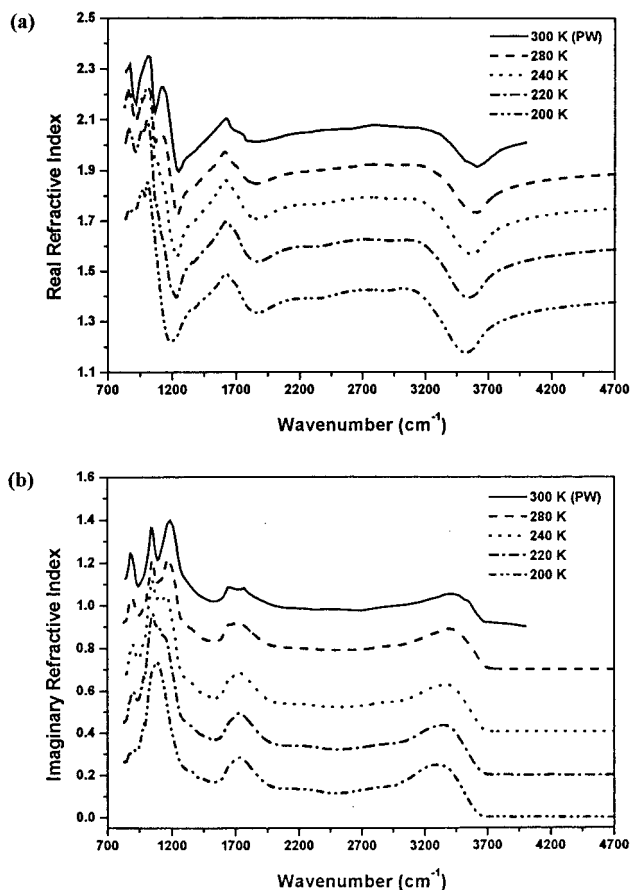 (a)
2.5
2.3
2.1
1.9
1.7
1.5
1.3
1.1
Real Refractive Index
300 K (PW)
280 K
240 K
220 K
200 K
700 1200 1700 2200 2700 3200 3700 4200 4700
Wavenumber (cm⁻¹)
(b)
1.6
1.4
1.2
1.0
0.8
0.6
0.4
0.2
0.0
Imaginary Refractive Index
300 K (PW)
280 K
240 K
220 K
200 K
700 1200 1700 2200 2700 3200 3700 4200 4700
Wavenumber (cm⁻¹)